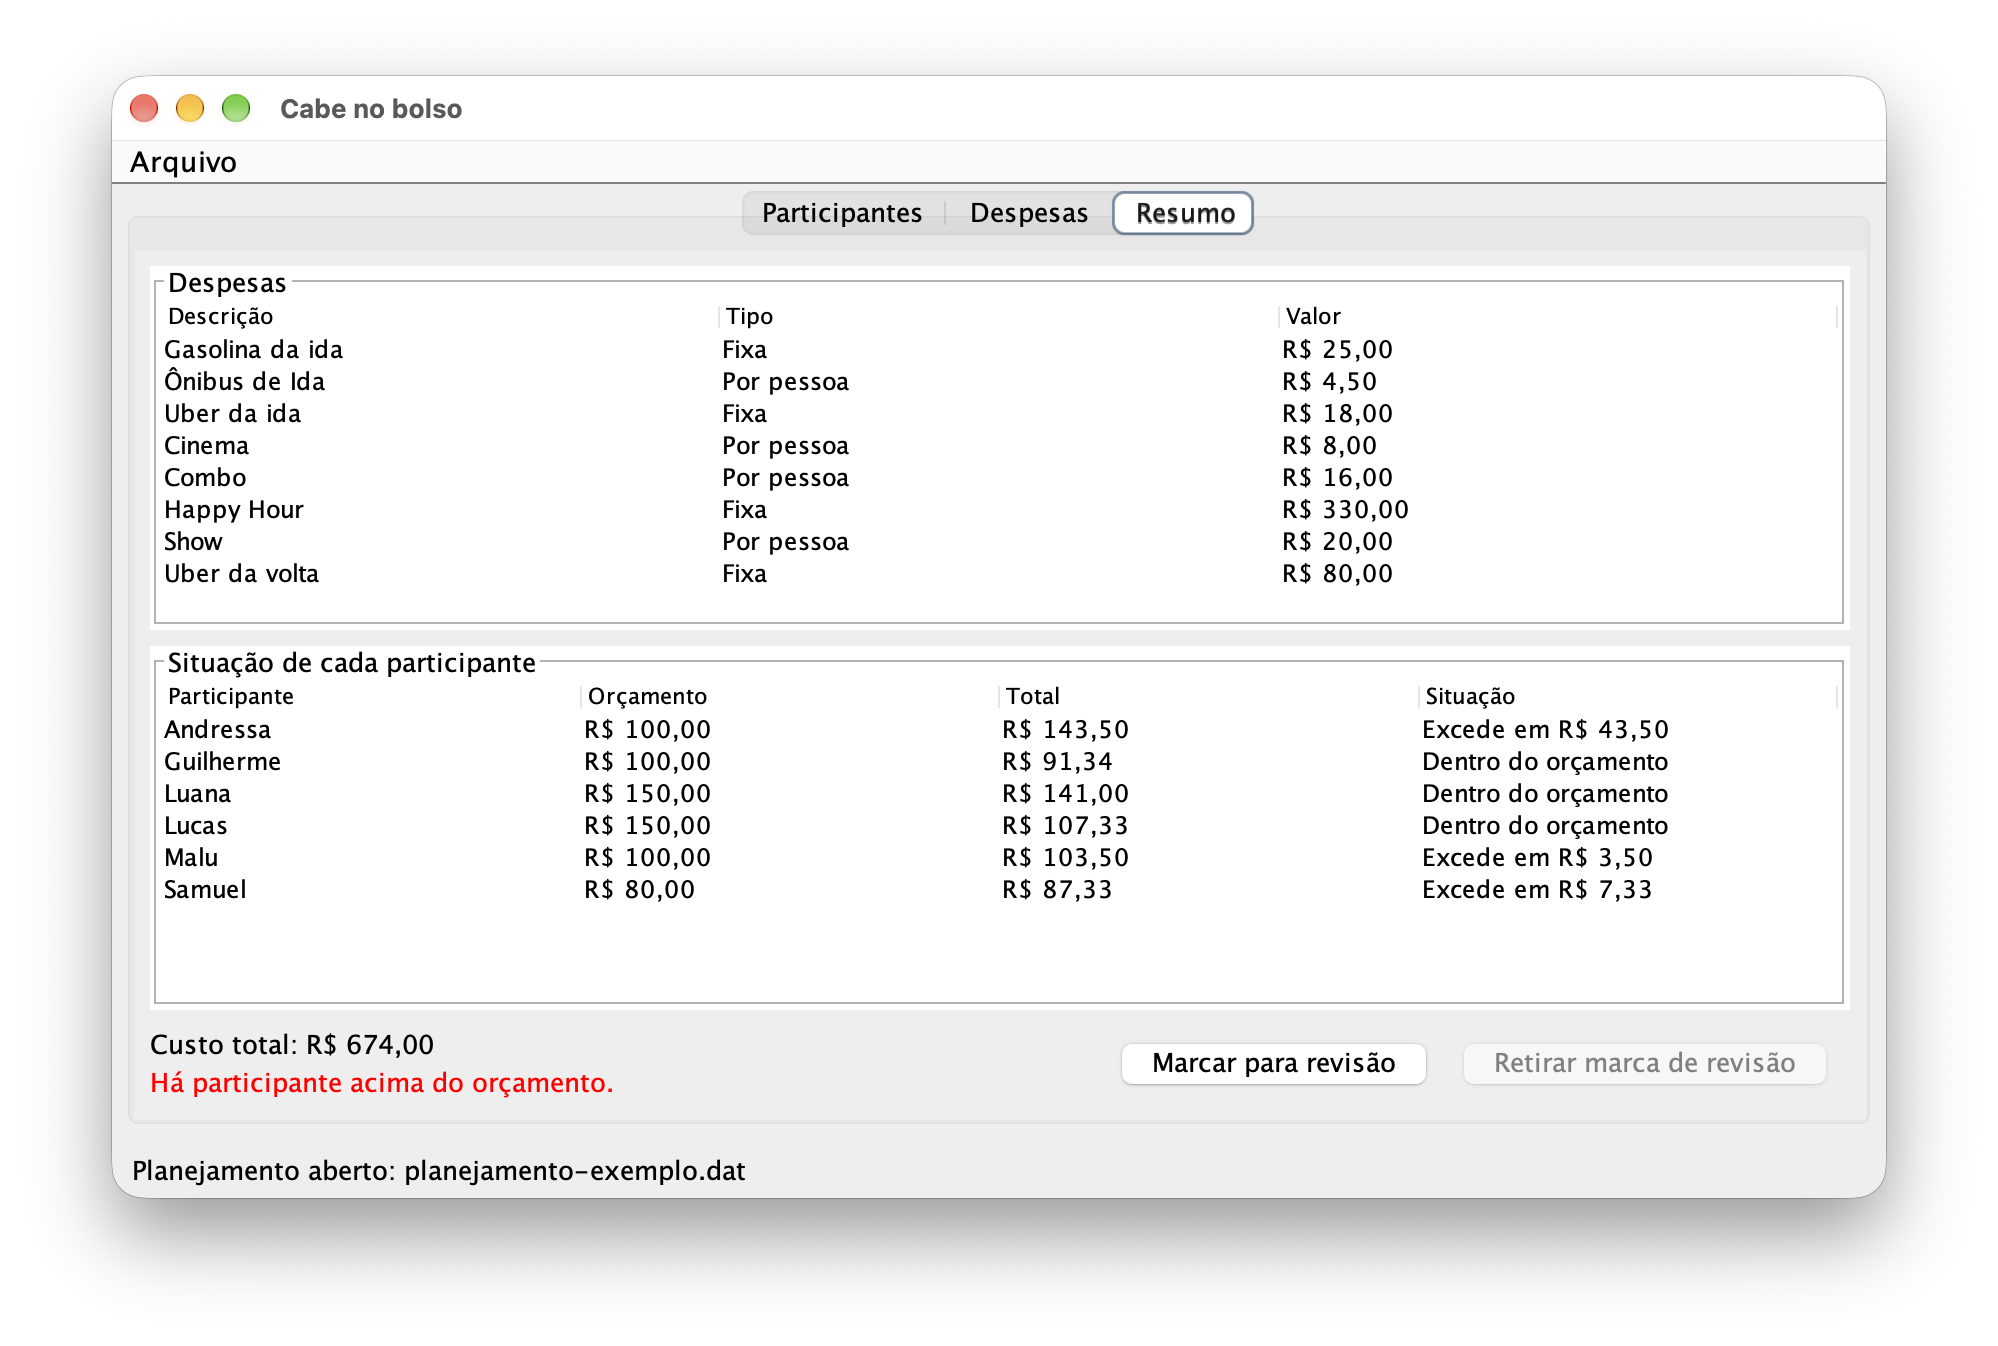 Cabe no bolso
Arquivo
Participantes Despesas Resumo
Despesas
Descrição Tipo Valor
Gasolina da ida Fixa R$ 25,00
Ônibus de Ida Por pessoa R$ 4,50
Uber da ida Fixa R$ 18,00
Cinema Por pessoa R$ 8,00
Combo Por pessoa R$ 16,00
Happy Hour Fixa R$ 330,00
Show Por pessoa R$ 20,00
Uber da volta Fixa R$ 80,00
Situação de cada participante
Participante Orçamento Total Situação
Andressa R$ 100,00 R$ 143,50 Excede em R$ 43,50
Guilherme R$ 100,00 R$ 91,34 Dentro do orçamento
Luana R$ 150,00 R$ 141,00 Dentro do orçamento
Lucas R$ 150,00 R$ 107,33 Dentro do orçamento
Malu R$ 100,00 R$ 103,50 Excede em R$ 3,50
Samuel R$ 80,00 R$ 87,33 Excede em R$ 7,33
Custo total: R$ 674,00
Há participante acima do orçamento.
Marcar para revisão Retirar marca de revisão
Planejamento aberto: planejamento-exemplo.dat